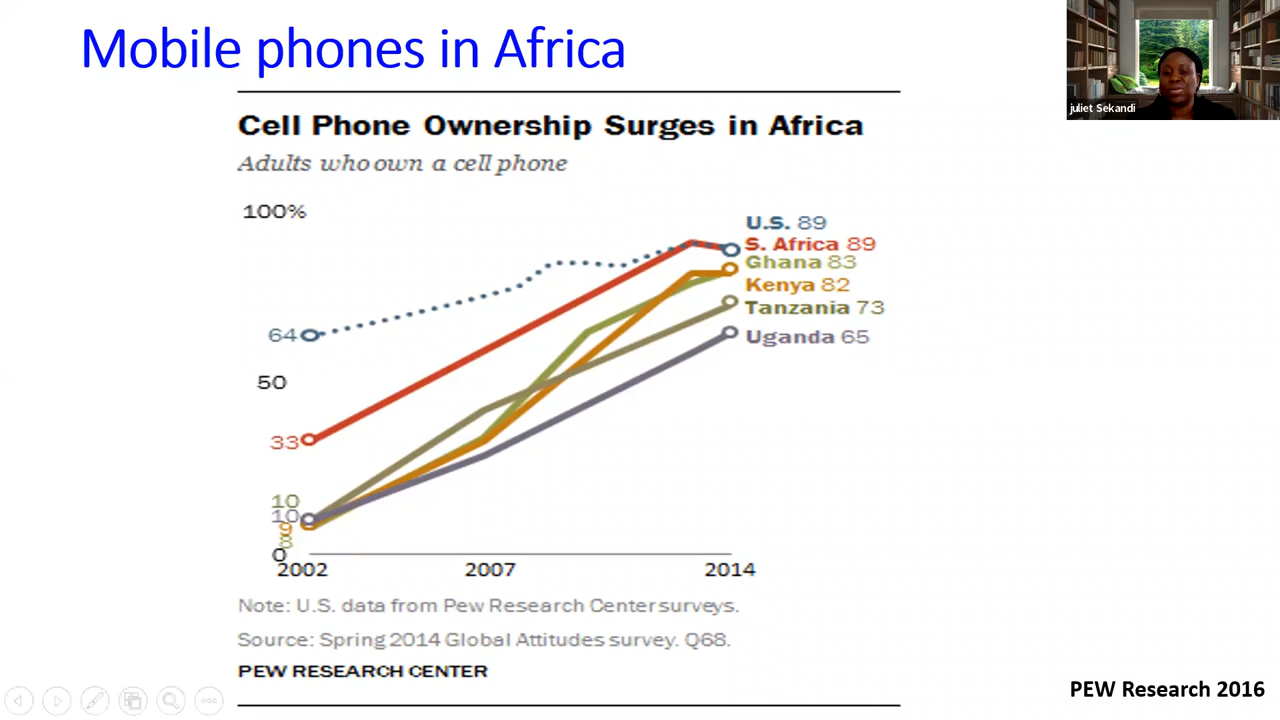 Mobile phones in Africa
juliet Sekandi
Cell Phone Ownership Surges in Africa
Adults who own a cell phone
100%
U.S. 89
S. Africa 89
Ghana 83
Kenya 82
Tanzania 73
Uganda 65
64
50
33
10
10
9
8
0
2002 2007 2014
Note: U.S. data from Pew Research Center surveys.
Source: Spring 2014 Global Attitudes survey. Q68.
PEW RESEARCH CENTER
PEW Research 2016